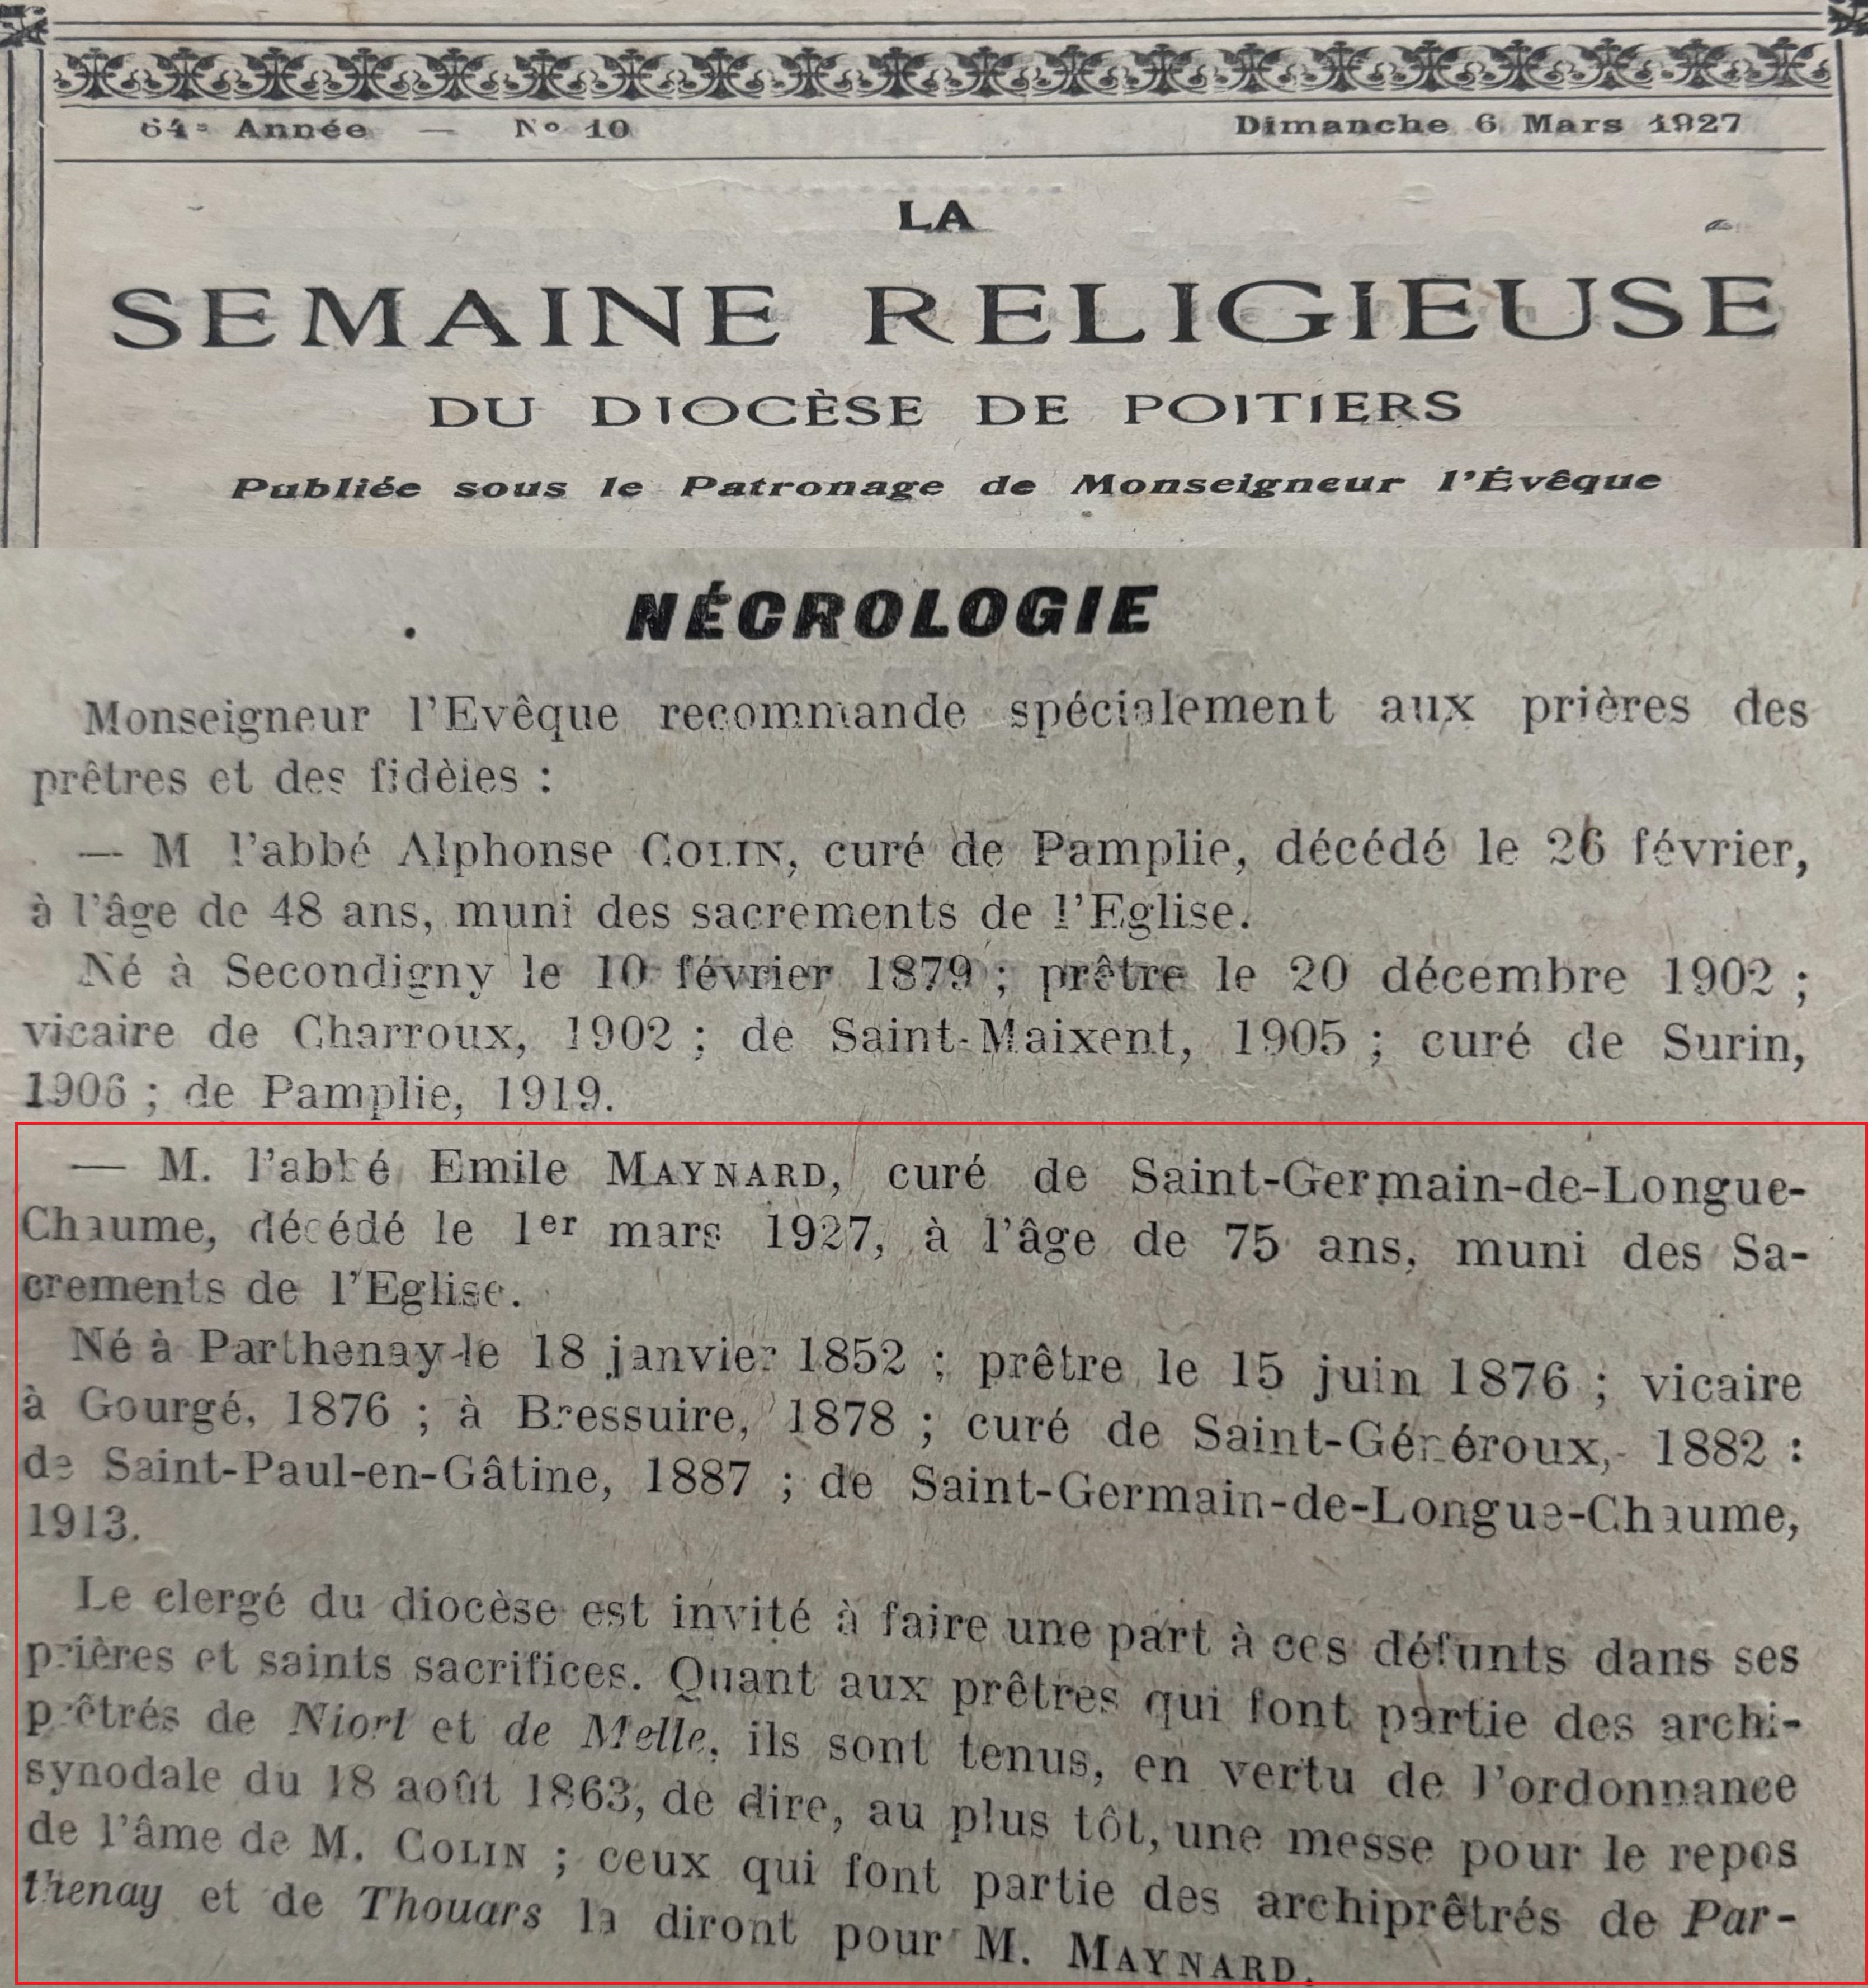 64e Année — No 10 Dimanche 6 Mars 1927
LA
SEMAINE RELIGIEUSE
DU DIOCÈSE DE POITIERS
Publiée sous le Patronage de Monseigneur l'Évêque
NÉCROLOGIE
Monseigneur l'Evêque recommande spécialement aux prières des
prêtres et des fidèles :
— M l'abbé Alphonse COLIN, curé de Pamplie, décédé le 26 février,
à l'âge de 48 ans, muni des sacrements de l'Eglise.
Né à Secondigny le 10 février 1879 ; prêtre le 20 décembre 1902 ;
vicaire de Charroux, 1902 ; de Saint-Maixent, 1905 ; curé de Surin,
1906 ; de Pamplie, 1919.
— M. l'abbé Emile MAYNARD, curé de Saint-Germain-de-Longue-
Chaume, décédé le 1er mars 1927, à l'âge de 75 ans, muni des Sa-
crements de l'Eglise.
Né à Parthenay le 18 janvier 1852 ; prêtre le 15 juin 1876 ; vicaire
à Gourgé, 1876 ; à Bressuire, 1878 ; curé de Saint-Généroux, 1882 :
de Saint-Paul-en-Gâtine, 1887 ; de Saint-Germain-de-Longue-Chaume,
1913.
Le clergé du diocèse est invité à faire une part à ces défunts dans ses
prières et saints sacrifices. Quant aux prêtres qui font partie des archi-
prêtrés de Niort et de Melle, ils sont tenus, en vertu de l'ordonnance
synodale du 18 août 1863, de dire, au plus tôt, une messe pour le repos
de l'âme de M. COLIN ; ceux qui font partie des archiprêtrés de Par-
thenay et de Thouars la diront pour M. MAYNARD.